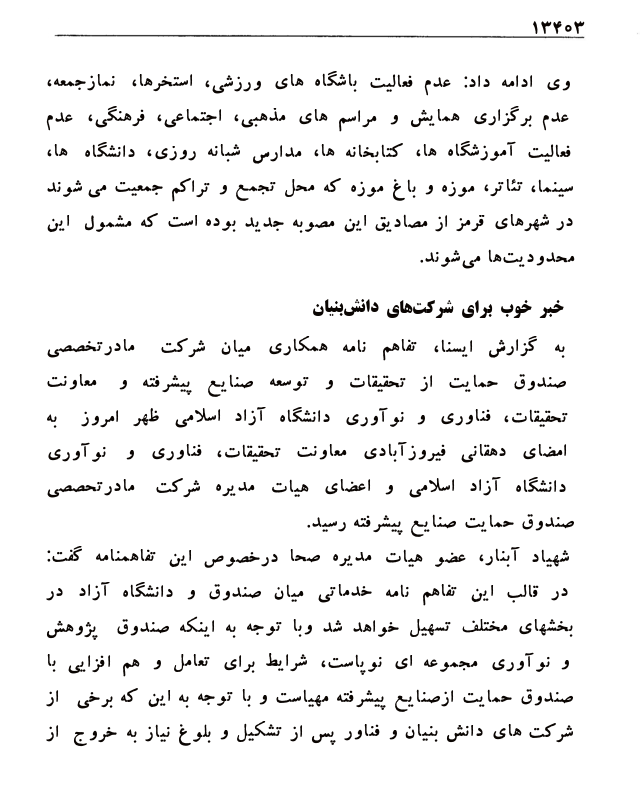 ۱۳۴۰۳
وی ادامه داد: عدم فعالیت باشگاه های ورزشی، استخرها، نمازجمعه،
عدم برگزاری همایش و مراسم های مذهبی، اجتماعی، فرهنگی، عدم
فعالیت آموزشگاه ها، کتابخانه ها، مدارس شبانه روزی، دانشگاه ها،
سینما، تئاتر، موزه و باغ موزه که محل تجمع و تراکم جمعیت می شوند
در شهرهای قرمز از مصادیق این مصوبه جدید بوده است که مشمول این
محدودیت‌ها می‌شوند.
خبر خوب برای شرکت‌های دانش‌بنیان
به گزارش ایسنا، تفاهم نامه همکاری میان شرکت مادرتخصصی
صندوق حمایت از تحقیقات و توسعه صنایع پیشرفته و معاونت
تحقیقات، فناوری و نوآوری دانشگاه آزاد اسلامی ظهر امروز به
امضای دهقانی فیروزآبادی معاونت تحقیقات، فناوری و نوآوری
دانشگاه آزاد اسلامی و اعضای هیات مدیره شرکت مادرتحصصی
صندوق حمایت صنایع پیشرفته رسید.
شهیاد آبنار، عضو هیات مدیره صحا درخصوص این تفاهمنامه گفت:
در قالب این تفاهم نامه خدماتی میان صندوق و دانشگاه آزاد در
بخشهای مختلف تسهیل خواهد شد وبا توجه به اینکه صندوق پژوهش
و نوآوری مجموعه ای نوپاست، شرایط برای تعامل و هم افزایی با
صندوق حمایت ازصنایع پیشرفته مهیاست و با توجه به این که برخی از
شرکت های دانش بنیان و فناور پس از تشکیل و بلوغ نیاز به خروج از